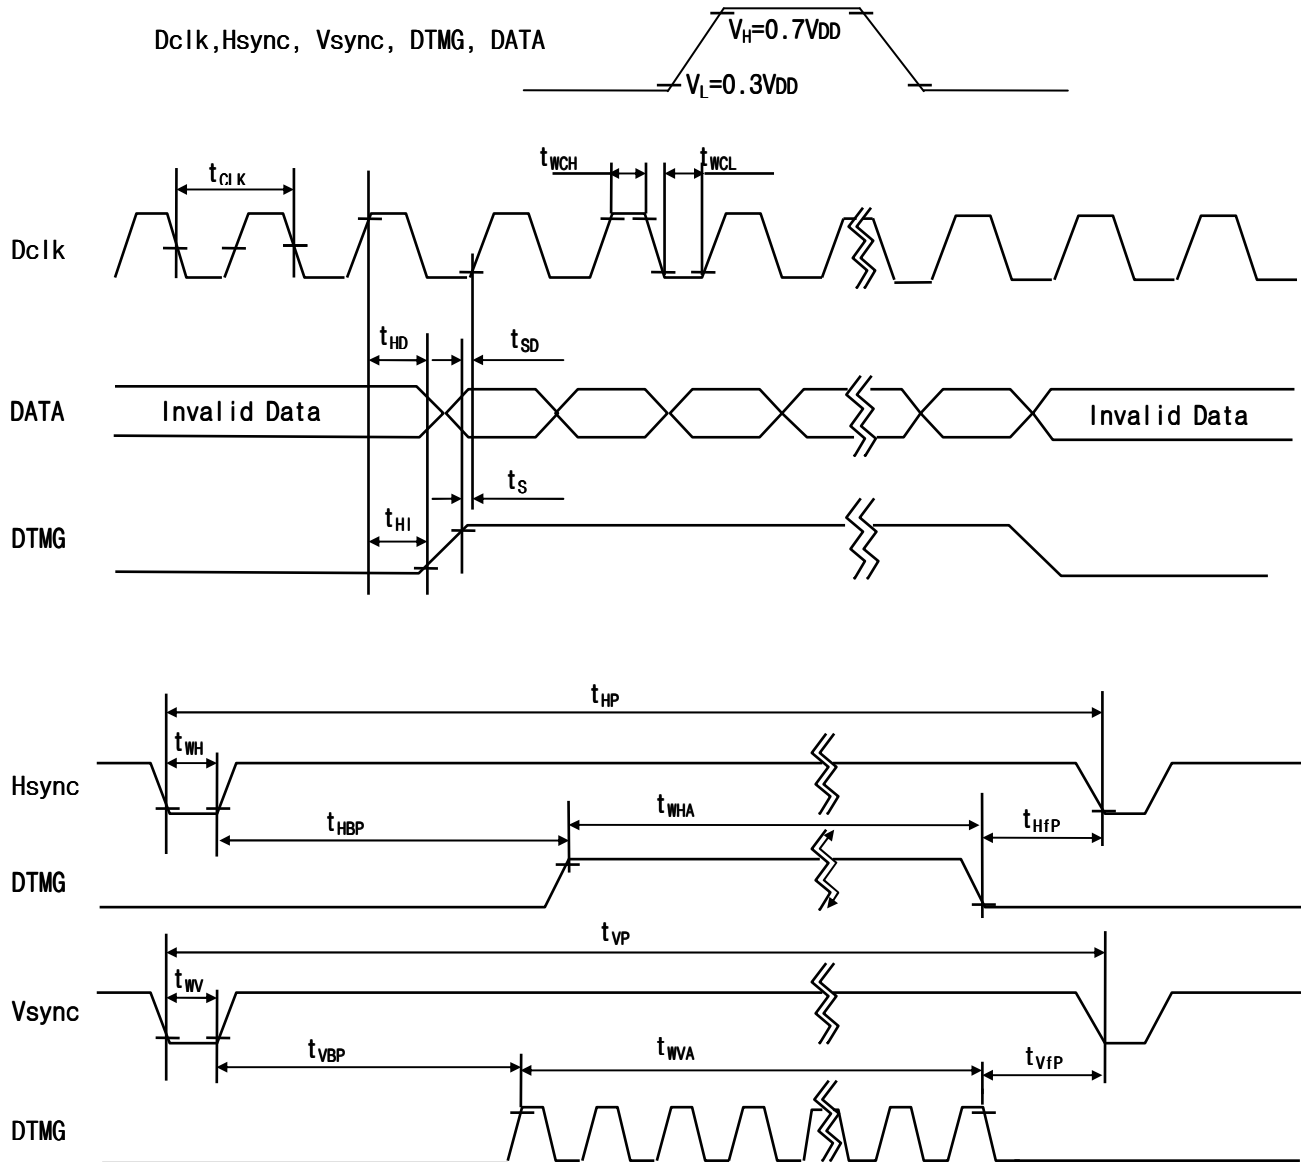 Dclk,Hsync, Vsync, DTMG, DATA
VH=0.7VDD
VL=0.3VDD
tCLK
tWCH
tWCL
Dclk
tHD
tSD
DATA
Invalid Data
Invalid Data
tS
tHI
DTMG
tHP
tWH
Hsync
tHBP
tWHA
tHfP
DTMG
tVP
tWV
Vsync
tVBP
tWVA
tVfP
DTMG